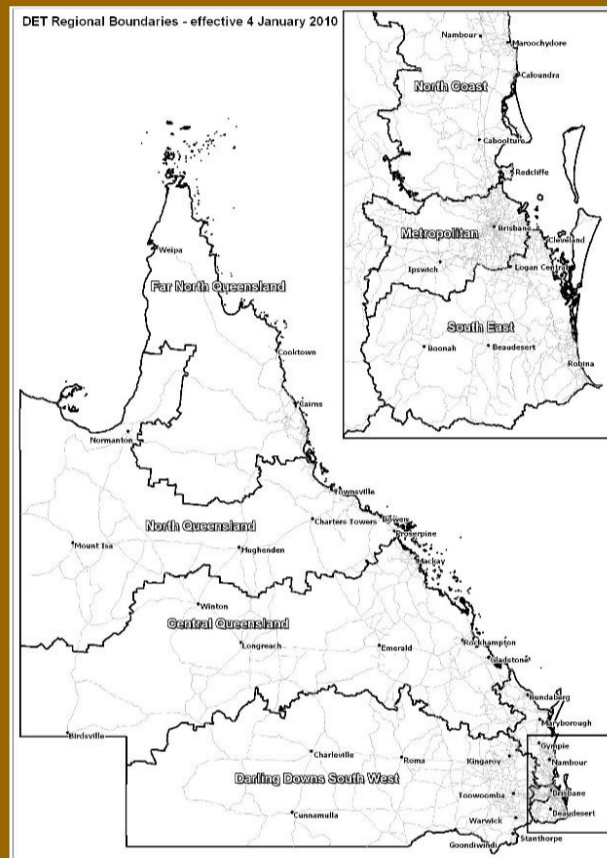 DET Regional Boundaries - effective 4 January 2010
Nambour
Maroochydore
Caloundra
North Coast
Caboolture
Redcliffe
Metropolitan
Brisbane
Cleveland
Ipswich
Logan Central
South East
Boonah
Beaudesert
Robina
Weipa
Far North Queensland
Cooktown
Cairns
Normanton
Townsville
North Queensland
Charters Towers
Bowen
Proserpine
Mount Isa
Hughenden
Mackay
Winton
Central Queensland
Longreach
Emerald
Rockhampton
Gladstone
Bundaberg
Maryborough
Birdsville
Gympie
Charleville
Roma
Kingaroy
Nambour
Darling Downs South West
Toowoomba
Brisbane
Cunnamulla
Warwick
Beaudesert
Goondiwindi
Stanthorpe